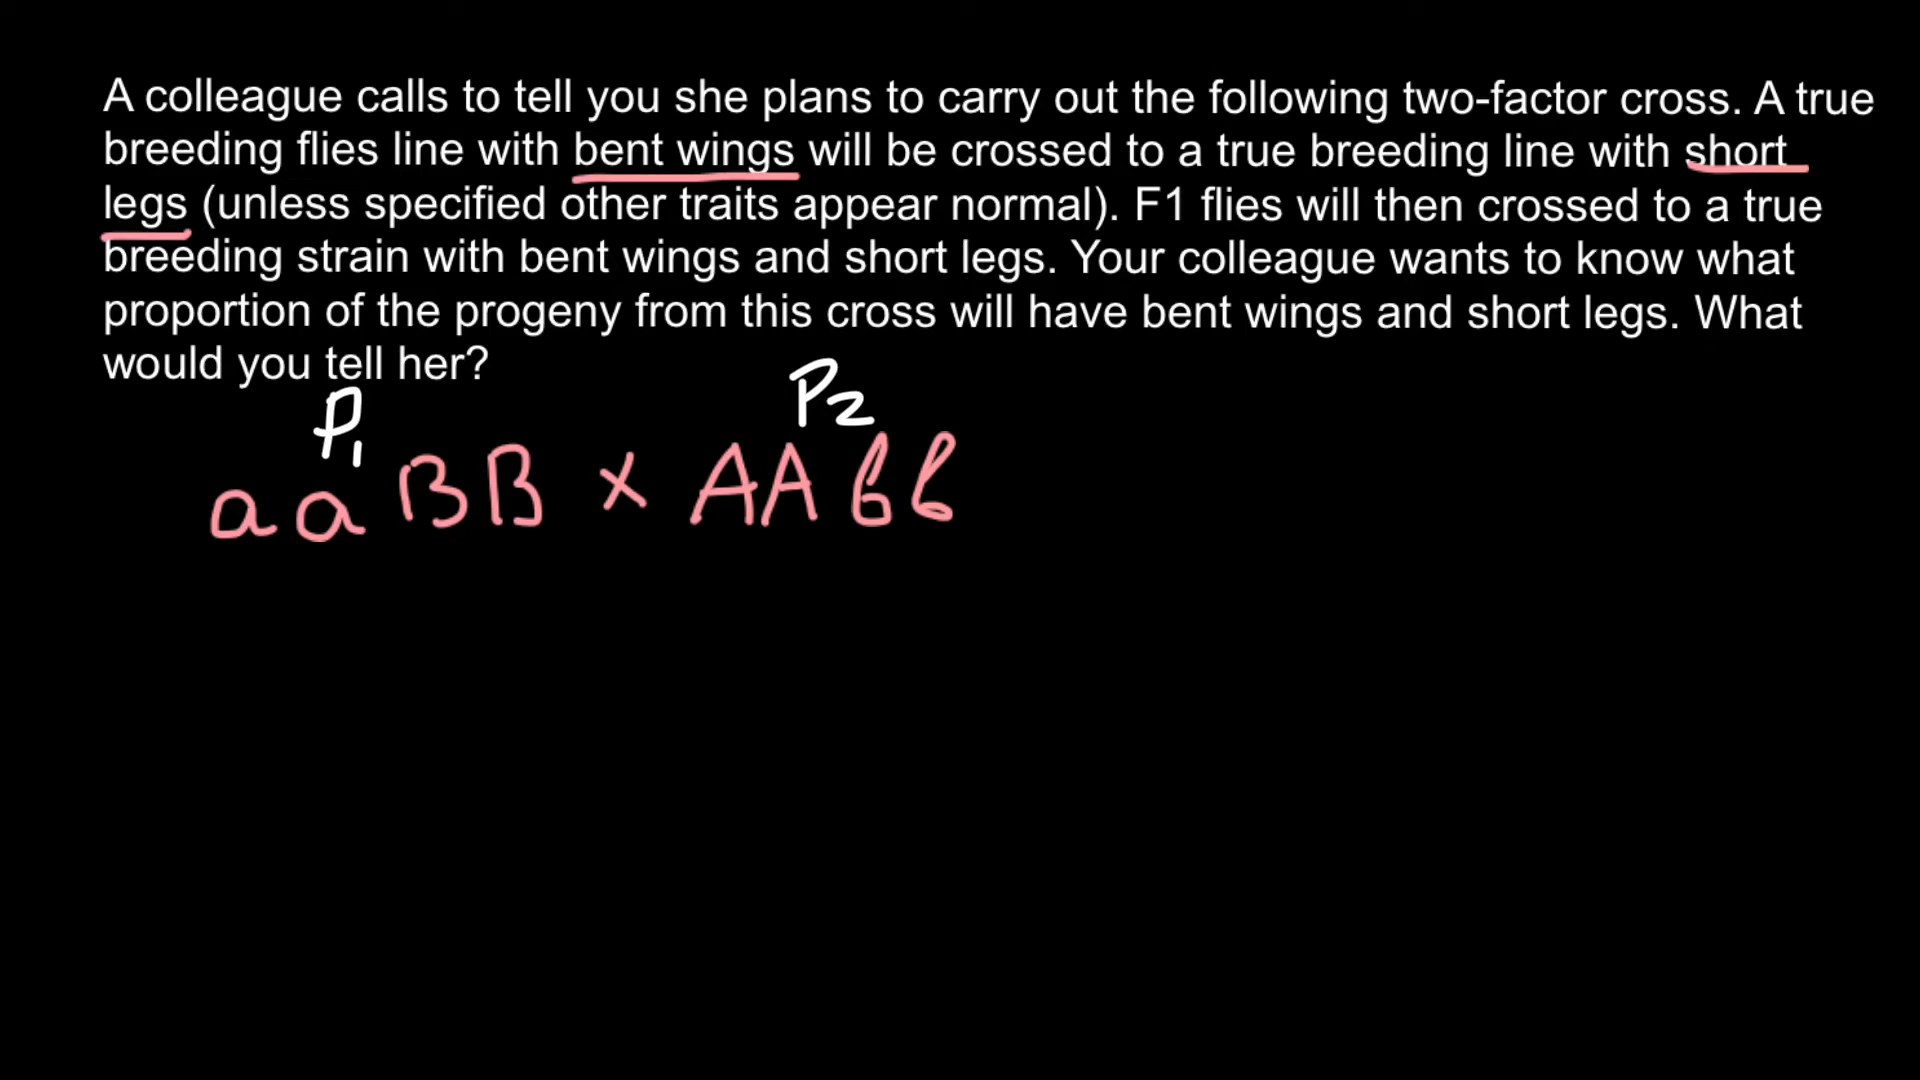 A colleague calls to tell you she plans to carry out the following two-factor cross. A true
breeding flies line with bent wings will be crossed to a true breeding line with short
legs (unless specified other traits appear normal). F1 flies will then crossed to a true
breeding strain with bent wings and short legs. Your colleague wants to know what
proportion of the progeny from this cross will have bent wings and short legs. What
would you tell her?
P1 P2
aaBB x AAbb